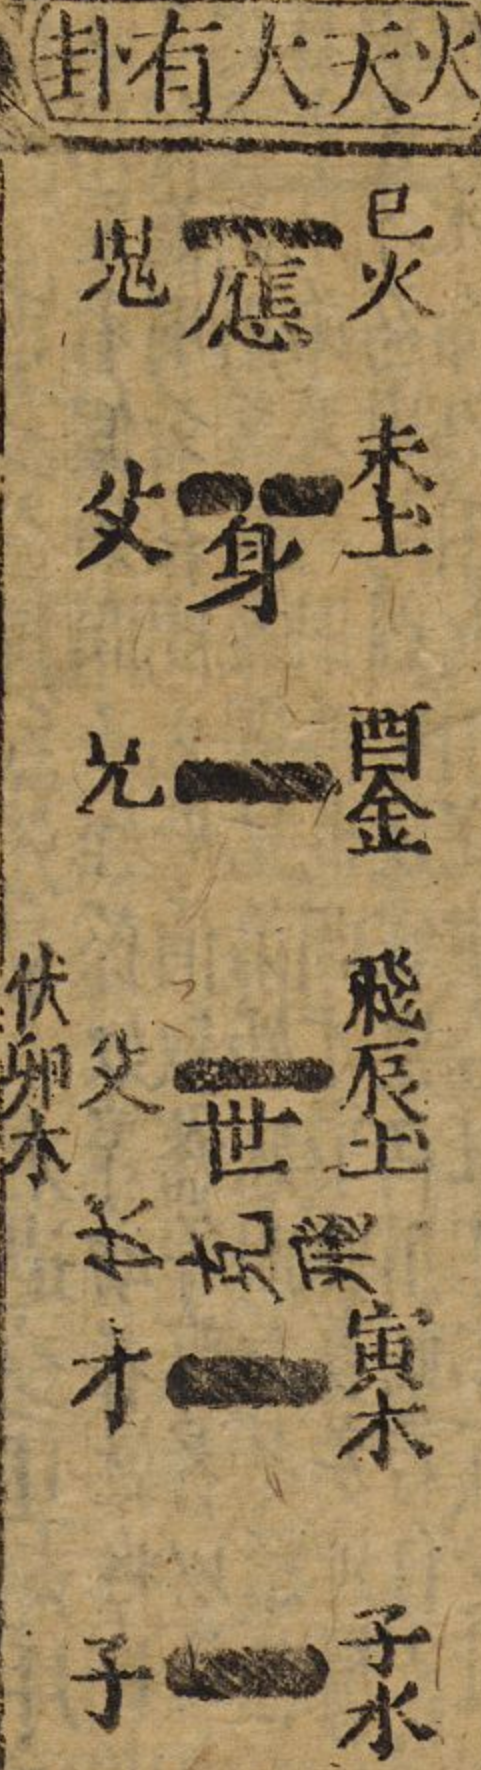 火天大有卦
巳火 應 鬼
未土 身 父
酉金 兄
飛辰土 世 父 伏卯木
寅木 才
子水 子